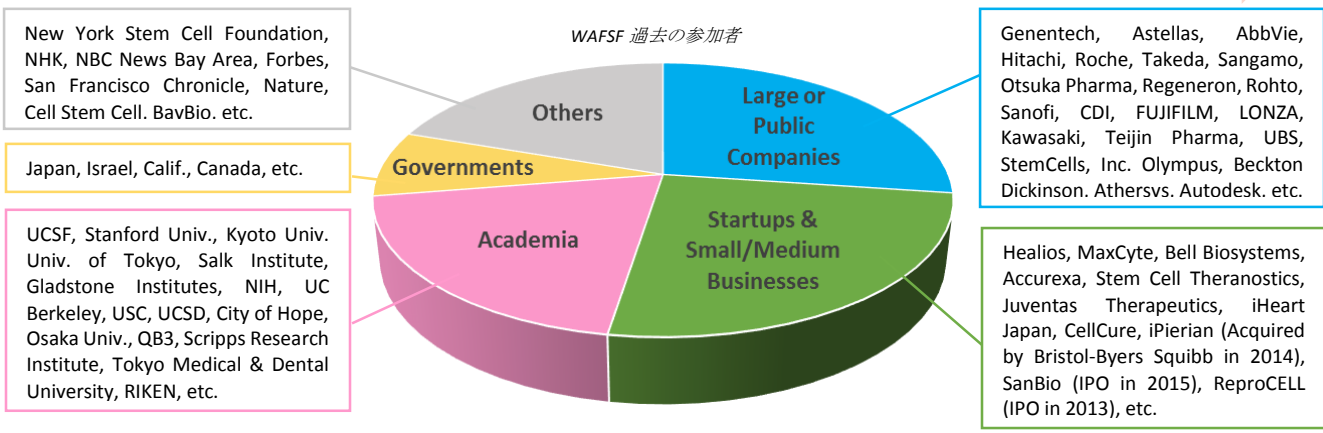 WAFSF 過去の参加者
New York Stem Cell Foundation,
NHK, NBC News Bay Area, Forbes,
San Francisco Chronicle, Nature,
Cell Stem Cell. BayBio. etc.
Japan, Israel, Calif., Canada, etc.
UCSF, Stanford Univ., Kyoto Univ.
Univ. of Tokyo, Salk Institute,
Gladstone Institutes, NIH, UC
Berkeley, USC, UCSD, City of Hope,
Osaka Univ., QB3, Scripps Research
Institute, Tokyo Medical & Dental
University, RIKEN, etc.
Others
Governments
Academia
Large or
Public
Companies
Startups &
Small/Medium
Businesses
Genentech, Astellas, AbbVie,
Hitachi, Roche, Takeda, Sangamo,
Otsuka Pharma, Regeneron, Rohto,
Sanofi, CDI, FUJIFILM, LONZA,
Kawasaki, Teijin Pharma, UBS,
StemCells, Inc. Olympus, Beckton
Dickinson. Athersys. Autodesk. etc.
Healios, MaxCyte, Bell Biosystems,
Accurexa, Stem Cell Theranostics,
Juventas Therapeutics, iHeart
Japan, CellCure, iPierian (Acquired
by Bristol-Byers Squibb in 2014),
SanBio (IPO in 2015), ReproCELL
(IPO in 2013), etc.